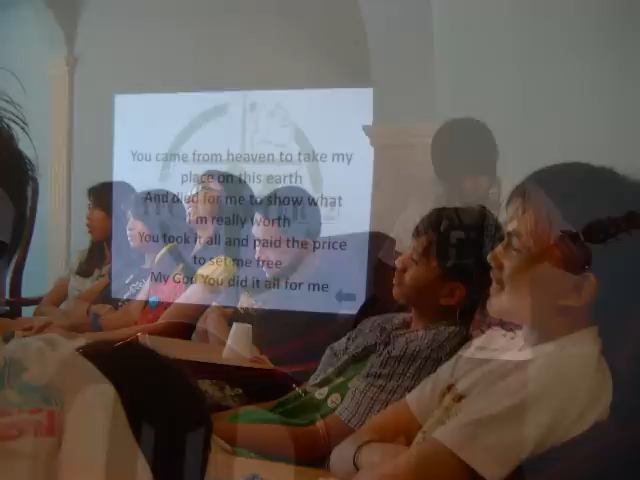 You came from heaven to take my
place on this earth
And died for me to show what
I'm really worth
You took it all and paid the price
to set me free
My God You did it all for me